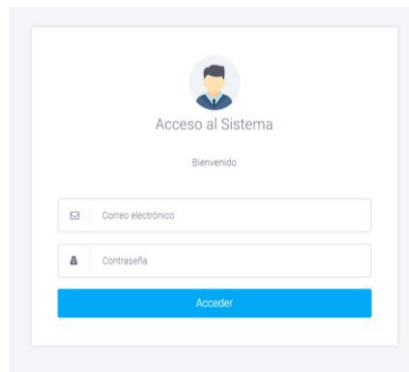 Acceso al Sistema
Bienvenido
Correo electrónico
Contraseña
Acceder